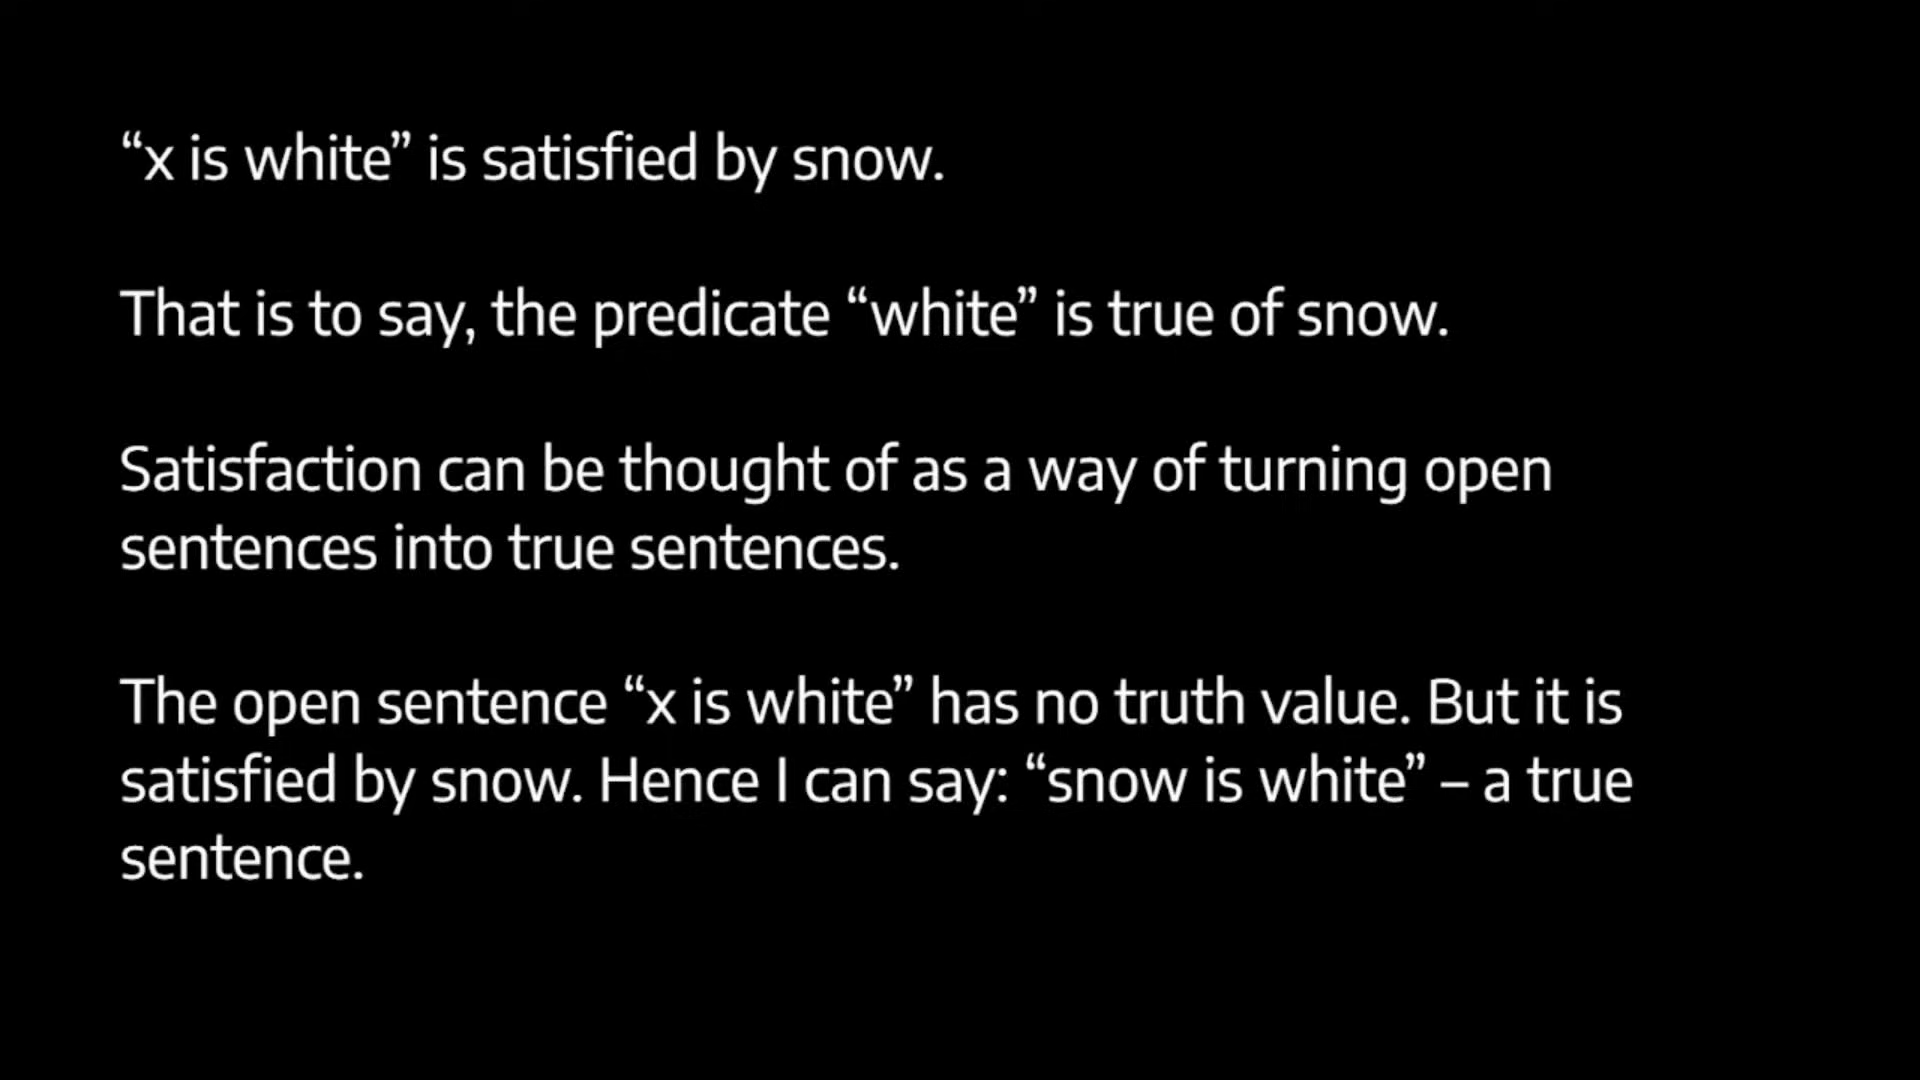 “x is white” is satisfied by snow.
That is to say, the predicate “white” is true of snow.
Satisfaction can be thought of as a way of turning open
sentences into true sentences.
The open sentence “x is white” has no truth value. But it is
satisfied by snow. Hence I can say: “snow is white” – a true
sentence.